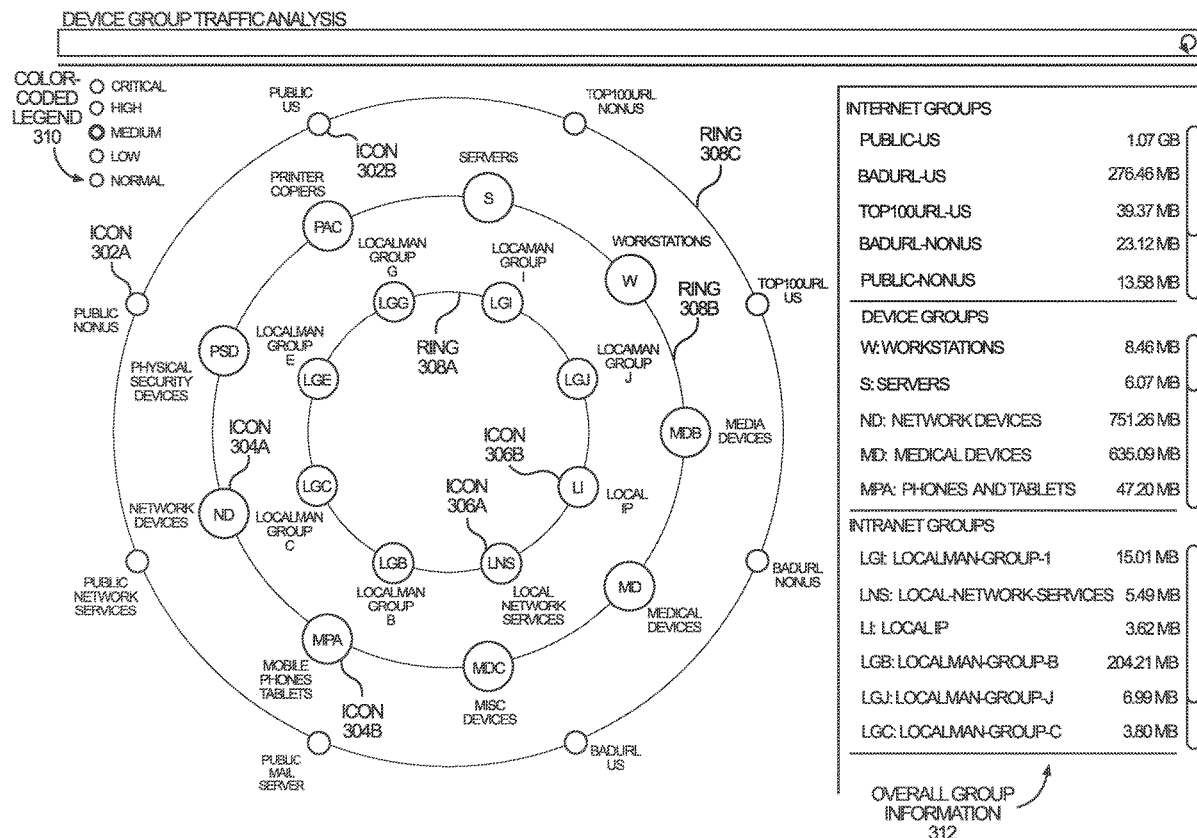 DEVICE GROUP TRAFFIC ANALYSIS
COLOR-
CODED
LEGEND
310
CRITICAL
HIGH
MEDIUM
LOW
NORMAL
PUBLIC
US
TOP100URL
NONUS
RING
308C
ICON
302B
SERVERS
S
PRINTER
COPIERS
PAC
ICON
302A
LOCALMAN
GROUP
G
LOCAMAN
GROUP
I
WORKSTATIONS
W
LGG
LGI
RING
308B
TOP100URL
US
PUBLIC
NONUS
PSD
PHYSICAL
SECURITY
DEVICES
LOCALMAN
GROUP
E
LGE
RING
308A
LOCAMAN
GROUP
J
LGJ
ICON
304A
ICON
306B
MDB
MEDIA
DEVICES
NETWORK
DEVICES
ND
LGC
LOCALMAN
GROUP
C
ICON
306A
LI
LOCAL
IP
LGB
LNS
LOCALMAN
GROUP
B
LOCAL
NETWORK
SERVICES
MD
MEDICAL
DEVICES
BADURL
NONUS
PUBLIC
NETWORK
SERVICES
MPA
MOBILE
PHONES
TABLETS
ICON
304B
MDC
MISC
DEVICES
PUBLIC
MAIL
SERVER
BADURL
US
INTERNET GROUPS
PUBLIC-US 1.07 GB
BADURL-US 276.46 MB
TOP100URL-US 39.37 MB
BADURL-NONUS 23.12 MB
PUBLIC-NONUS 13.58 MB
DEVICE GROUPS
W: WORKSTATIONS 8.46 MB
S: SERVERS 6.07 MB
ND: NETWORK DEVICES 751.26 MB
MD: MEDICAL DEVICES 635.09 MB
MPA: PHONES AND TABLETS 47.20 MB
INTRANET GROUPS
LGI: LOCALMAN-GROUP-1 15.01 MB
LNS: LOCAL-NETWORK-SERVICES 5.49 MB
LI: LOCAL IP 3.62 MB
LGB: LOCALMAN-GROUP-B 204.21 MB
LGJ: LOCALMAN-GROUP-J 6.99 MB
LGC: LOCALMAN-GROUP-C 3.80 MB
OVERALL GROUP
INFORMATION
312